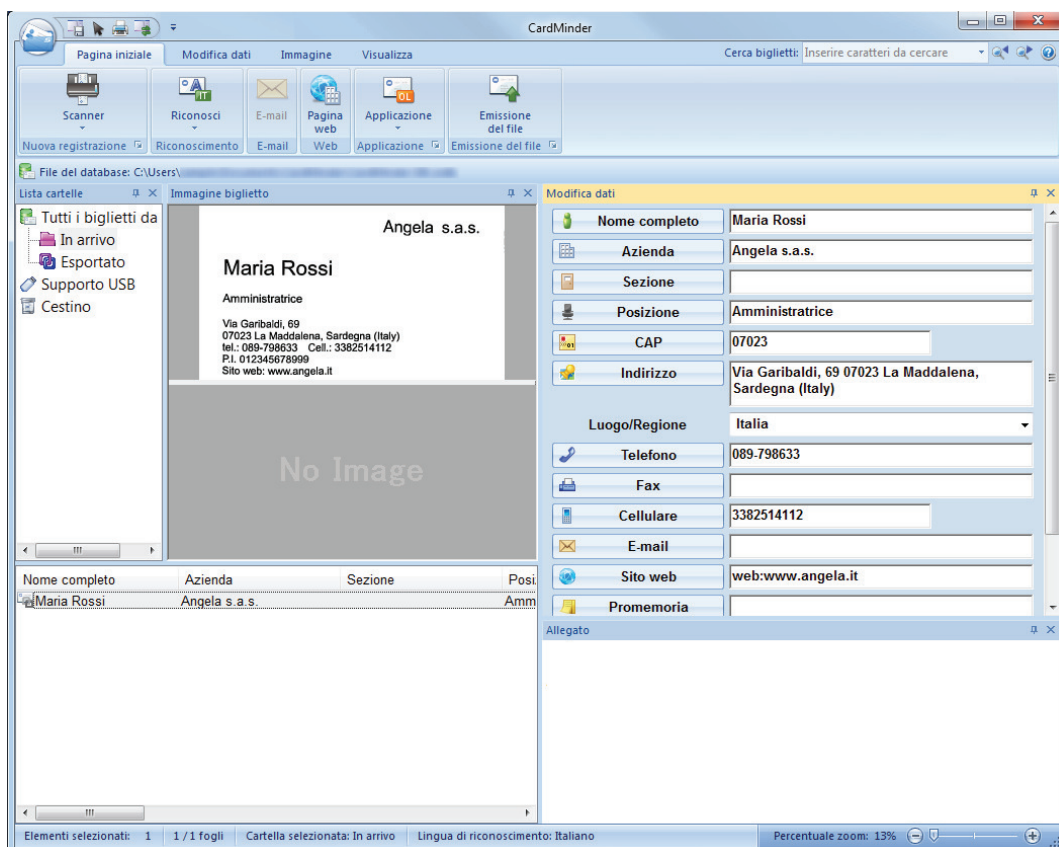 CardMinder
Pagina iniziale Modifica dati Immagine Visualizza
Cerca biglietti: Inserire caratteri da cercare
Scanner Riconosci E-mail Pagina web Applicazione Emissione del file
Nuova registrazione Riconoscimento E-mail Web Applicazione Emissione del file
File del database: C:\Users\
Lista cartelle
Tutti i biglietti da
In arrivo
Esportato
Supporto USB
Cestino
Immagine biglietto
Angela s.a.s.
Maria Rossi
Amministratrice
Via Garibaldi, 69
07023 La Maddalena, Sardegna (Italy)
tel.: 089-798633 Cell.: 3382514112
P.I. 012345678999
Sito web: www.angela.it
No Image
Modifica dati
Nome completo Maria Rossi
Azienda Angela s.a.s.
Sezione
Posizione Amministratrice
CAP 07023
Indirizzo Via Garibaldi, 69 07023 La Maddalena,
Sardegna (Italy)
Luogo/Regione Italia
Telefono 089-798633
Fax
Cellulare 3382514112
E-mail
Sito web web:www.angela.it
Promemoria
Nome completo Azienda Sezione Posi
Maria Rossi Angela s.a.s. Amm
Allegato
Elementi selezionati: 1 1 / 1 fogli Cartella selezionata: In arrivo Lingua di riconoscimento: Italiano Percentuale zoom: 13%